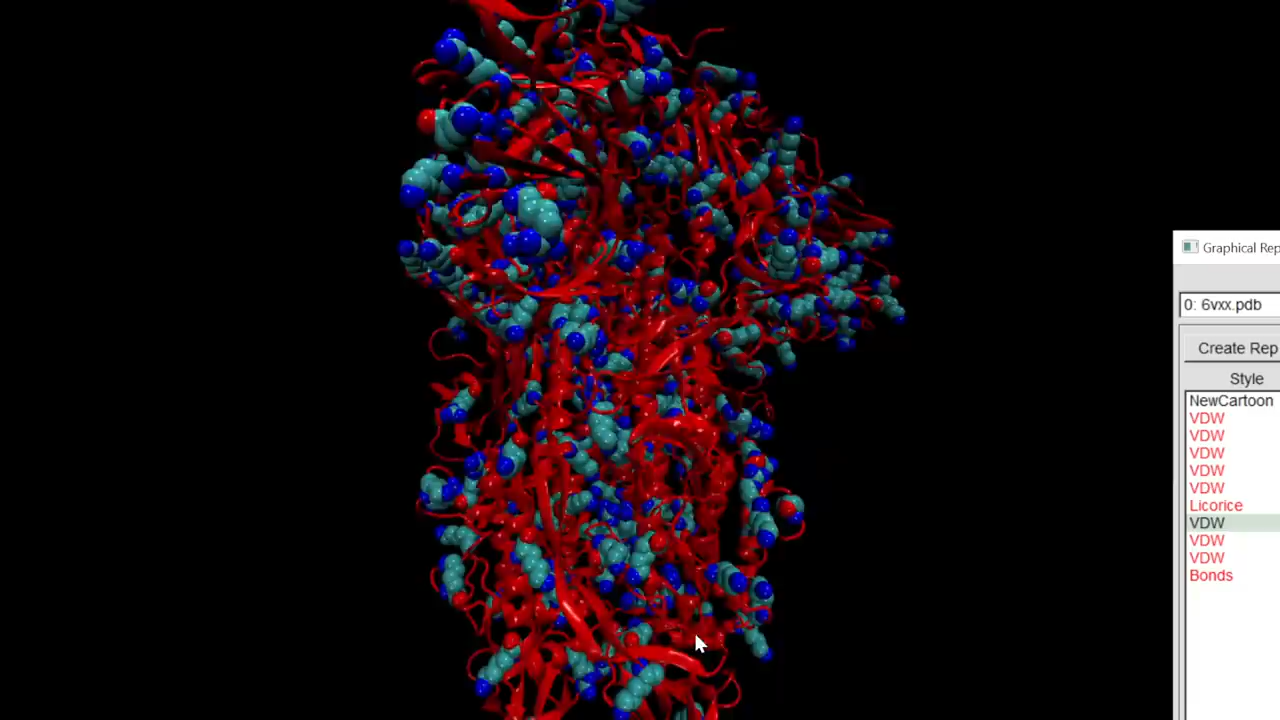 Graphical Rep
0: 6vxx.pdb
Create Rep
Style
NewCartoon
VDW
VDW
VDW
VDW
VDW
Licorice
VDW
VDW
VDW
Bonds